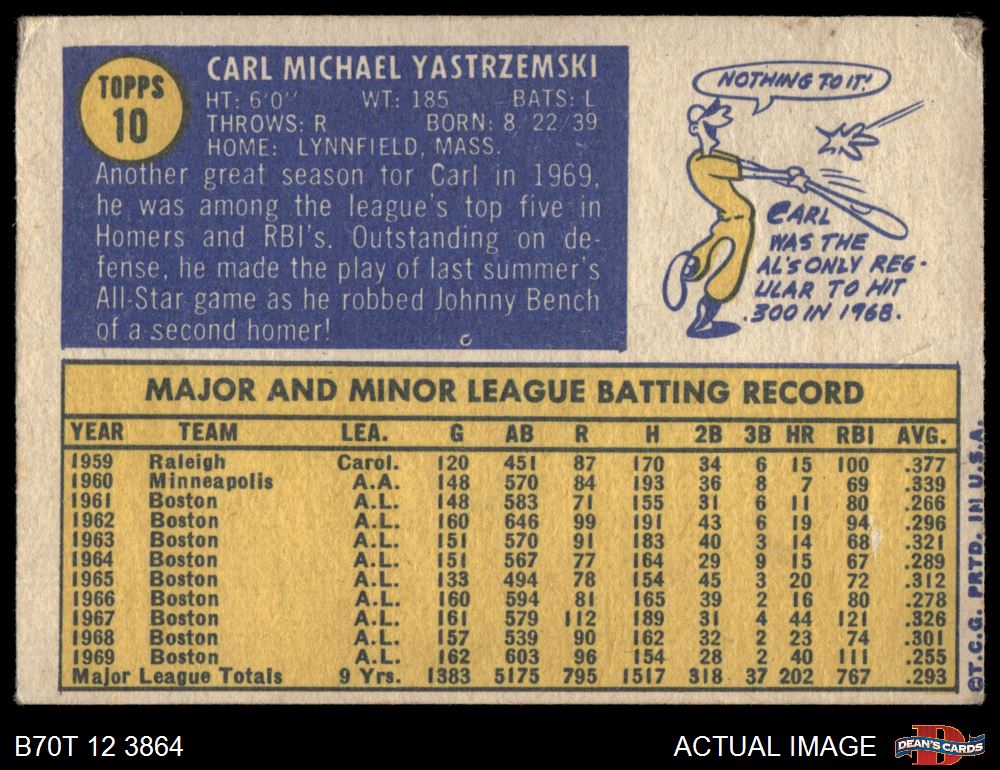 TOPPS
10
CARL MICHAEL YASTRZEMSKI
HT: 6'0" WT: 185 BATS: L
THROWS: R BORN: 8/22/39
HOME: LYNNFIELD, MASS.
Another great season for Carl in 1969,
he was among the league's top five in
Homers and RBI's. Outstanding on de-
fense, he made the play of last summer's
All-Star game as he robbed Johnny Bench
of a second homer!
NOTHING TO IT!
CARL
WAS THE
AL'S ONLY REG-
ULAR TO HIT
.300 IN 1968.
MAJOR AND MINOR LEAGUE BATTING RECORD
YEAR TEAM LEA. G AB R H 2B 3B HR RBI AVG.
1959 Raleigh Carol. 120 451 87 170 34 6 15 100 .377
1960 Minneapolis A.A. 148 570 84 193 36 8 7 69 .339
1961 Boston A.L. 148 583 71 155 31 6 11 80 .266
1962 Boston A.L. 160 646 99 191 43 6 19 94 .296
1963 Boston A.L. 151 570 91 183 40 3 14 68 .321
1964 Boston A.L. 151 567 77 164 29 9 15 67 .289
1965 Boston A.L. 133 494 78 154 45 3 20 72 .312
1966 Boston A.L. 160 594 81 165 39 2 16 80 .278
1967 Boston A.L. 161 579 112 189 31 4 44 121 .326
1968 Boston A.L. 157 539 90 162 32 2 23 74 .301
1969 Boston A.L. 162 603 96 154 28 2 40 111 .255
Major League Totals 9 Yrs. 1383 5175 795 1517 318 37 202 767 .293
©T.C.G. PRTD. IN U.S.A.
B70T 12 3864
ACTUAL IMAGE
DEAN'S CARDS